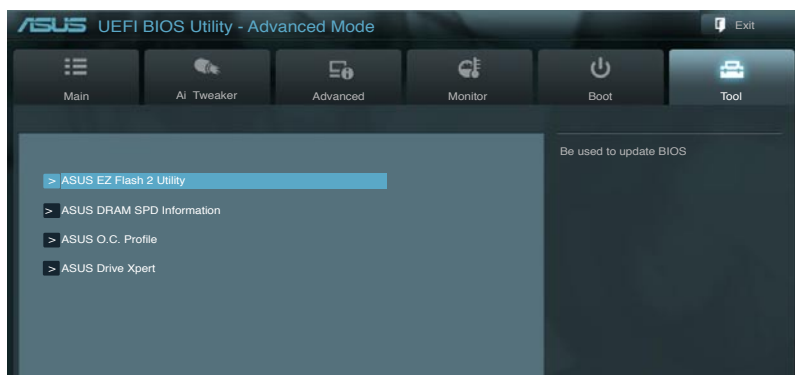 ASUS UEFI BIOS Utility - Advanced Mode
Exit
Main
Ai Tweaker
Advanced
Monitor
Boot
Tool
Be used to update BIOS
> ASUS EZ Flash 2 Utility
> ASUS DRAM SPD Information
> ASUS O.C. Profile
> ASUS Drive Xpert